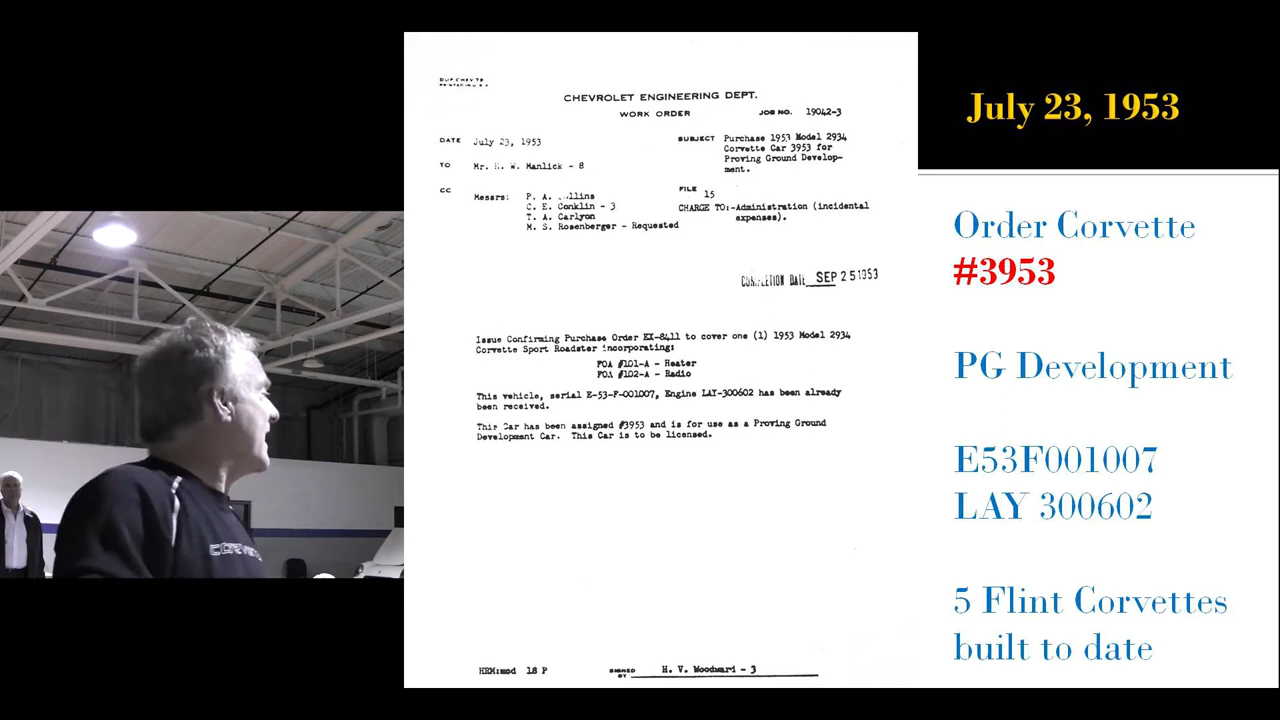 CHEVROLET ENGINEERING DEPT.
WORK ORDER
JOB NO. 19042-3
DATE July 23, 1953
SUBJECT Purchase 1953 Model 2934
Corvette Car 3953 for
Proving Ground Develop-
ment.
TO Mr. H. W. Manlick - 8
CC Messrs: P. A.
C. E. Conklin - 3
T. A. Carlyon
M. S. Rosenberger - Requested
FILE 15
CHARGE TO:-Administration (incidental
expenses).
COMPLETION DATE SEP 25 1953
Issue Confirming Purchase Order EX-8411 to cover one (1) 1953 Model 2934
Corvette Sport Roadster incorporating:
FOA #101-A - Heater
FOA #102-A - Radio
This vehicle, serial E-53-F-001007, Engine LAY-300602 has been already
been received.
This Car has been assigned #3953 and is for use as a Proving Ground
Development Car. This Car is to be licensed.
HRM:mod 18 P
SIGNED
BY H. V. Woodward - 3
July 23, 1953
Order Corvette
#3953
PG Development
E53F001007
LAY 300602
5 Flint Corvettes
built to date